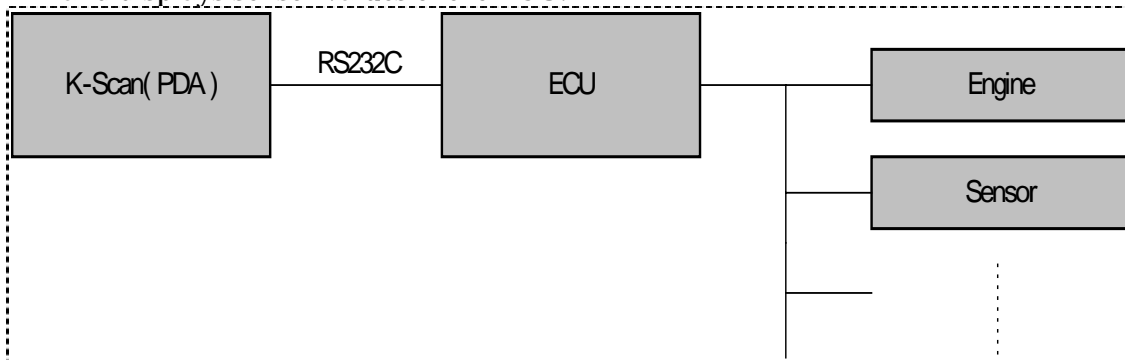 RS232C
K-Scan( PDA )
ECU
Engine
Sensor